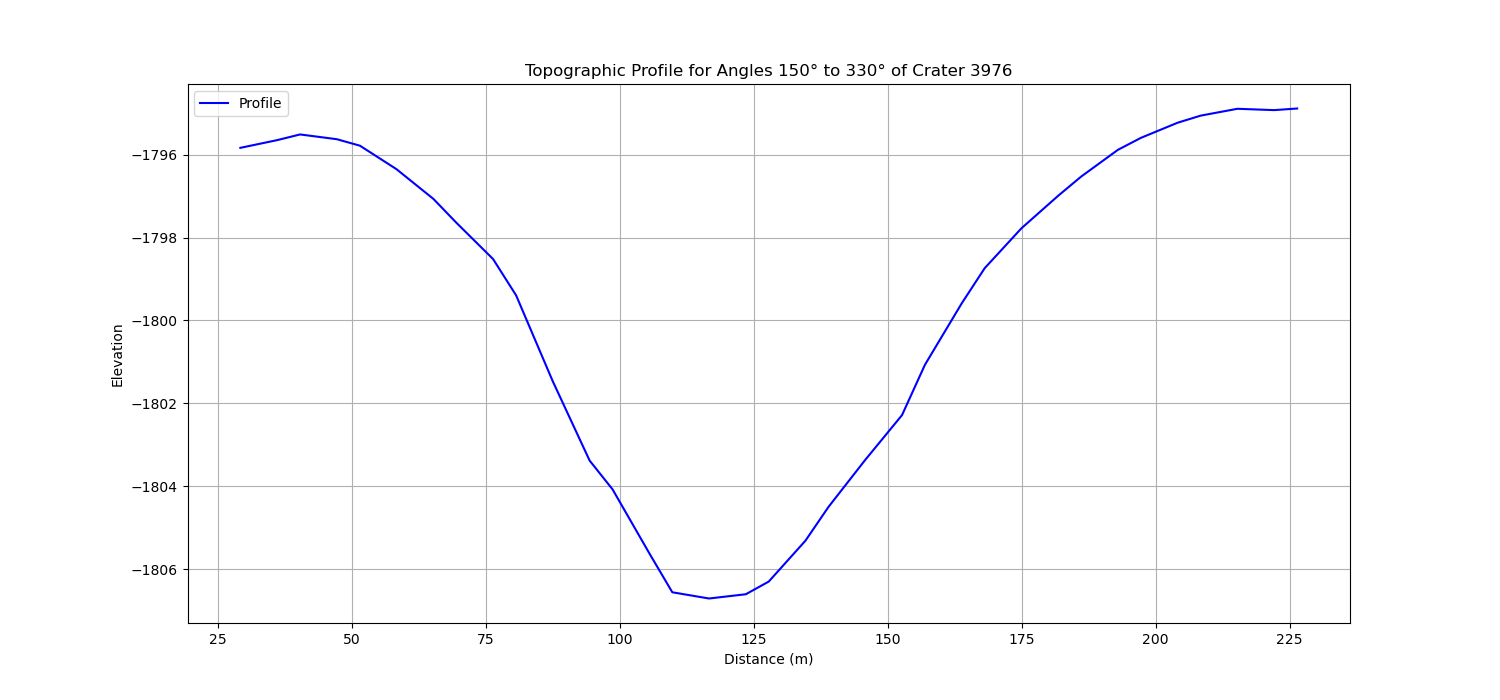 Topographic Profile for Angles 150° to 330° of Crater 3976
Profile
−1796
−1798
−1800
−1802
−1804
−1806
Elevation
25 50 75 100 125 150 175 200 225
Distance (m)